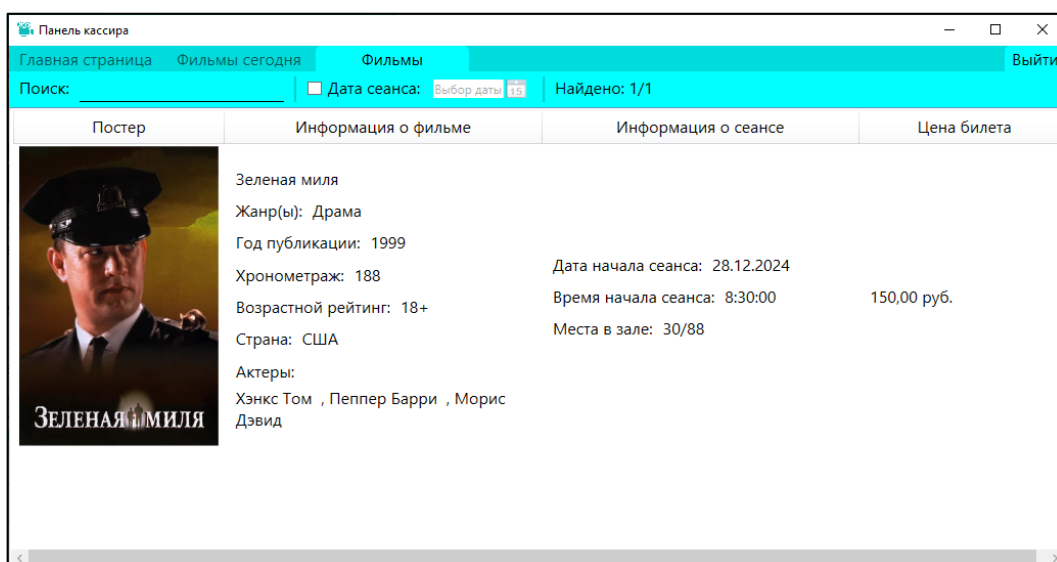 Панель кассира
Главная страница Фильмы сегодня Фильмы Выйти
Поиск: Дата сеанса: Выбор даты 15 Найдено: 1/1
Постер Информация о фильме Информация о сеансе Цена билета
Зеленая миля
Жанр(ы): Драма
Год публикации: 1999
Хронометраж: 188
Возрастной рейтинг: 18+
Страна: США
Актеры:
Хэнкс Том , Пеппер Барри , Морис
Дэвид
Дата начала сеанса: 28.12.2024
Время начала сеанса: 8:30:00
Места в зале: 30/88
150,00 руб.
ЗЕЛЕНАЯ МИЛЯ